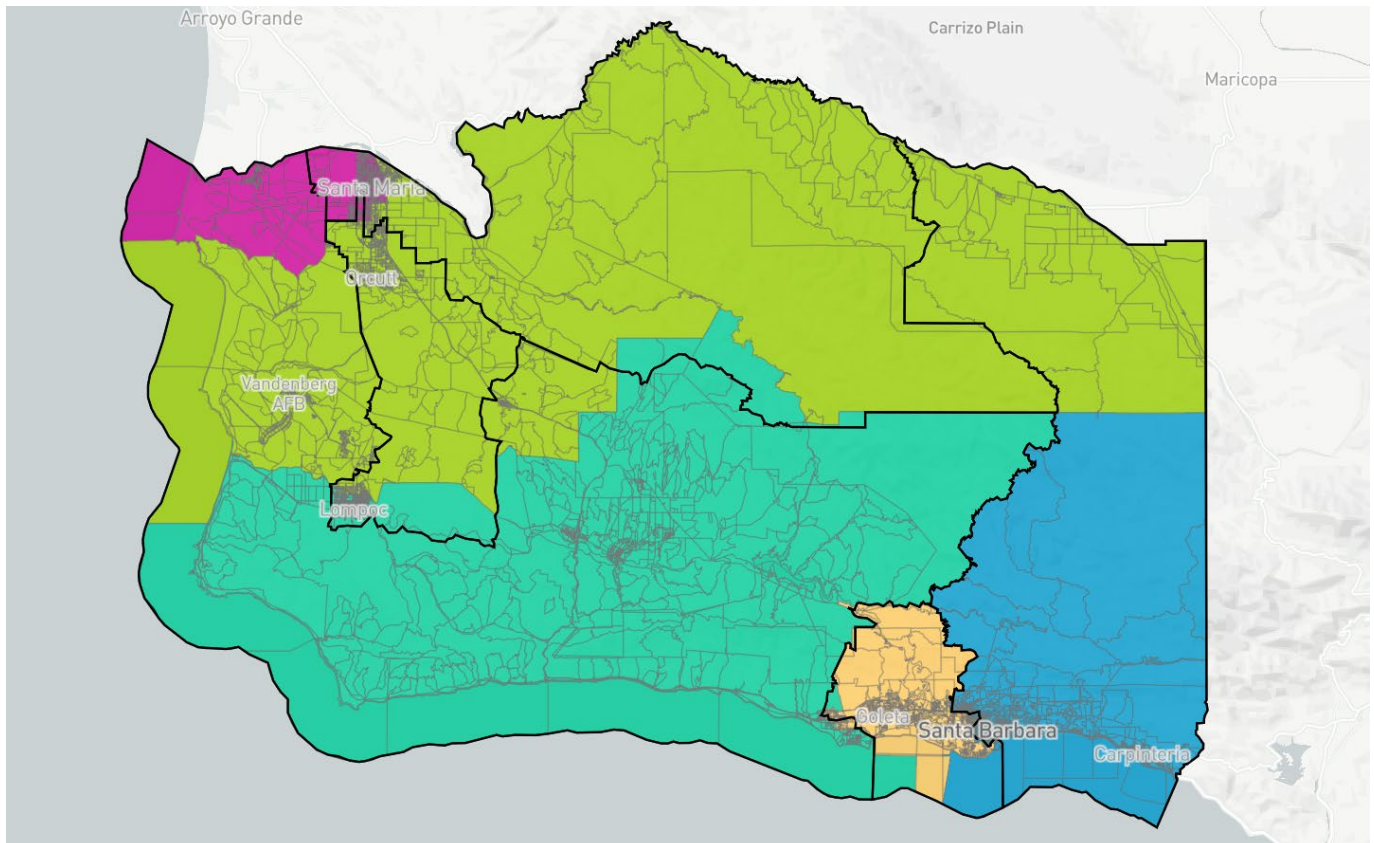 Arroyo Grande
Carrizo Plain
Maricopa
Santa Maria
Orcutt
Vandenberg
AFB
Lompoc
Goleta
Santa Barbara
Carpinteria